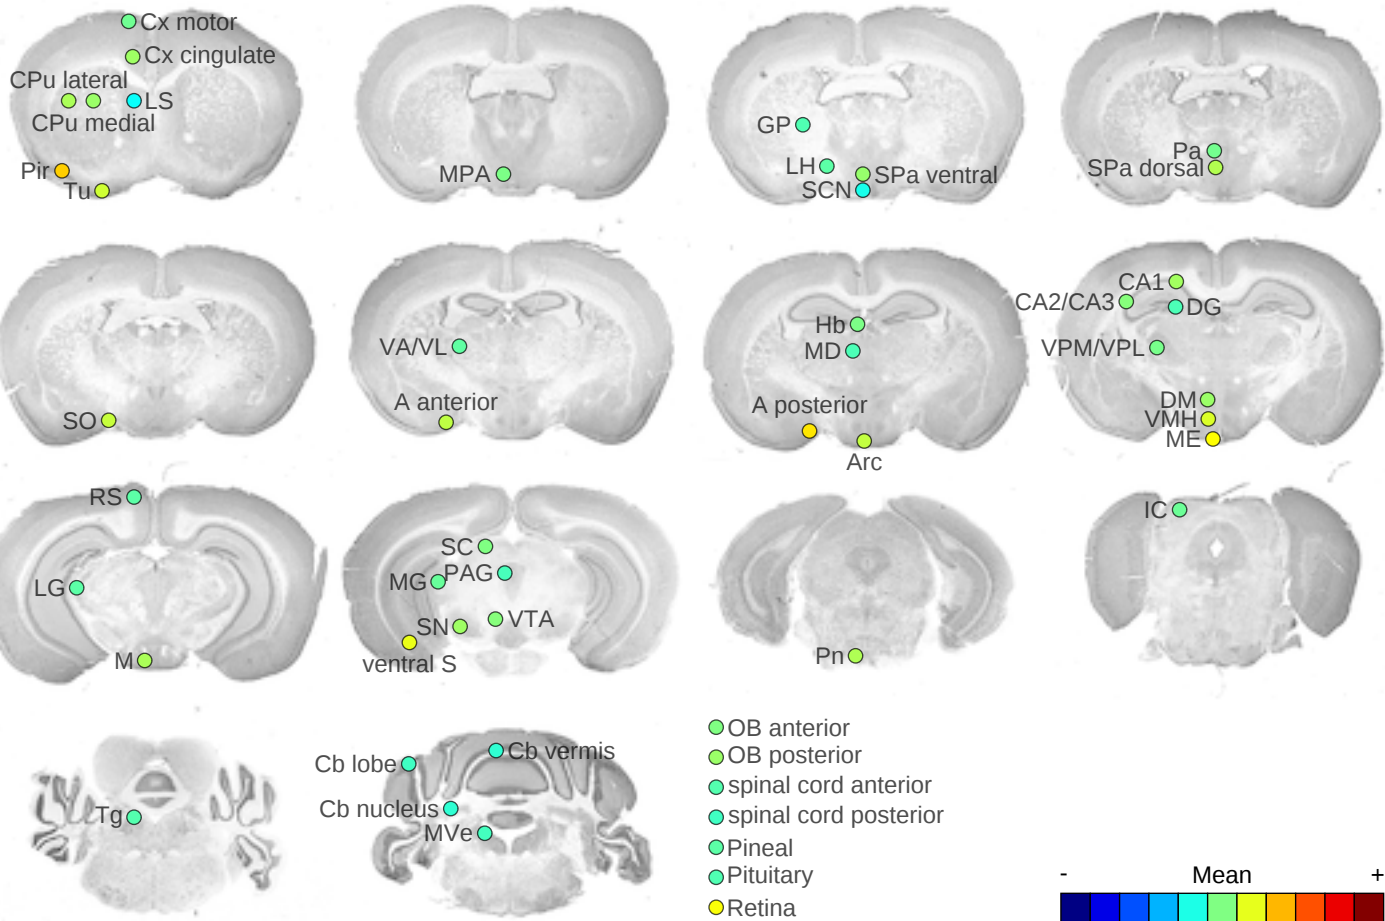 Cx motor
Cx cingulate
CPu lateral
LS
CPu medial
Pir
Tu
MPA
GP
LH
SPa ventral
SCN
Pa
SPa dorsal
SO
VA/VL
A anterior
Hb
MD
A posterior
Arc
CA1
CA2/CA3
DG
VPM/VPL
DM
VMH
ME
RS
LG
M
SC
MG
PAG
SN
VTA
ventral S
Pn
IC
Tg
Cb lobe
Cb vermis
Cb nucleus
MVe
OB anterior
OB posterior
spinal cord anterior
spinal cord posterior
Pineal
Pituitary
Retina
- Mean +